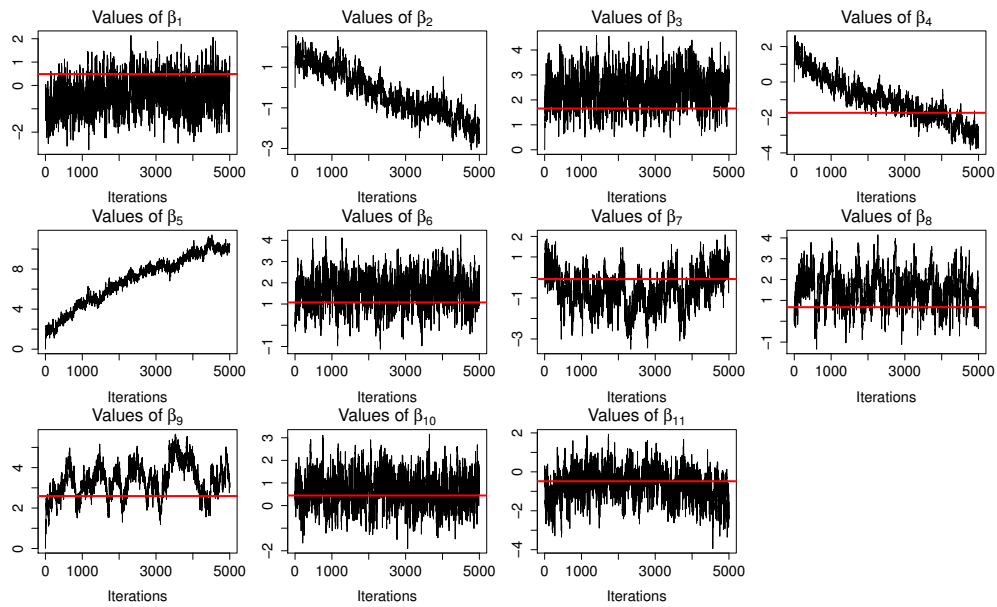 Values of β1
2
1
0
−2
0 1000 3000 5000
Iterations
Values of β2
1
−1
−3
0 1000 3000 5000
Iterations
Values of β3
4
3
2
1
0
0 1000 3000 5000
Iterations
Values of β4
2
0
−2
−4
0 1000 3000 5000
Iterations
Values of β5
8
4
0
0 1000 3000 5000
Iterations
Values of β6
4
3
2
1
−1
0 1000 3000 5000
Iterations
Values of β7
2
1
−1
−3
0 1000 3000 5000
Iterations
Values of β8
4
3
2
1
−1
0 1000 3000 5000
Iterations
Values of β9
4
2
0
0 1000 3000 5000
Iterations
Values of β10
3
2
1
0
−2
0 1000 3000 5000
Iterations
Values of β11
2
0
−2
−4
0 1000 3000 5000
Iterations